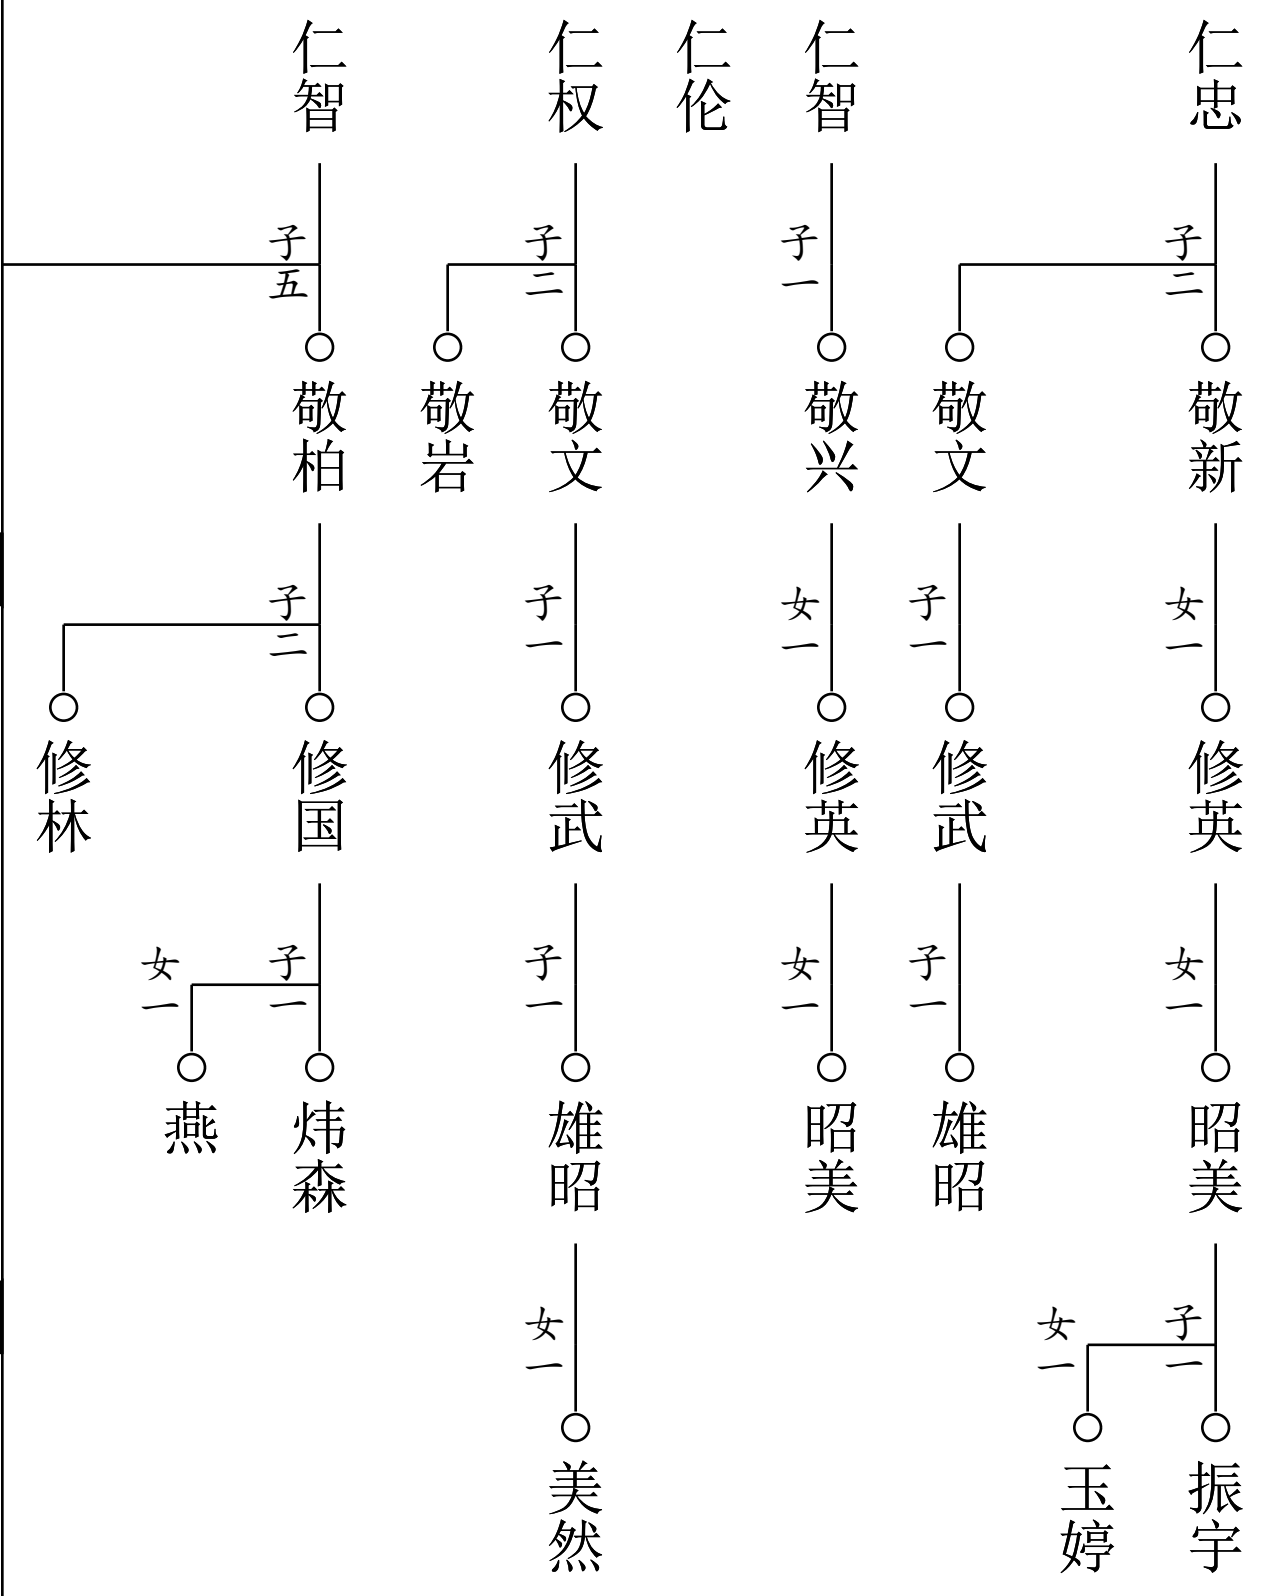 仁忠
仁智
仁伦
仁权
仁智
子二
子一
子二
子五
敬新
敬文
敬兴
敬文
敬岩
敬柏
女一
子一
女一
子一
子二
修英
修武
修英
修武
修国
修林
女一
子一
女一
子一
子一
女一
昭美
雄昭
昭美
雄昭
炜森
燕
子一
女一
女一
振宇
玉婷
美然